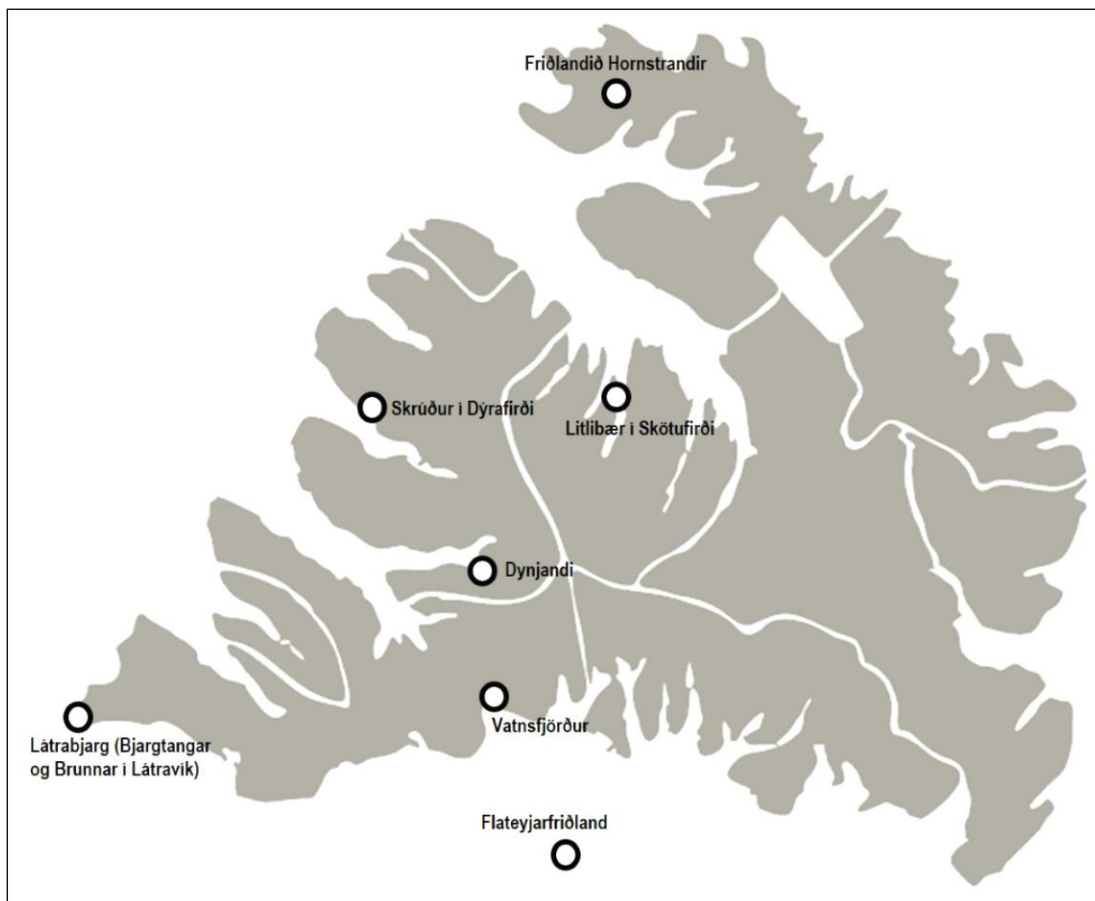 Friðlandið Hornstrandir
Skrúður í Dýrafirði
Litlibær í Skötufirði
Dynjandi
Vatnsfjörður
Látrabjarg (Bjargtangar
og Brunnar í Látravík)
Flateyjarfriðland